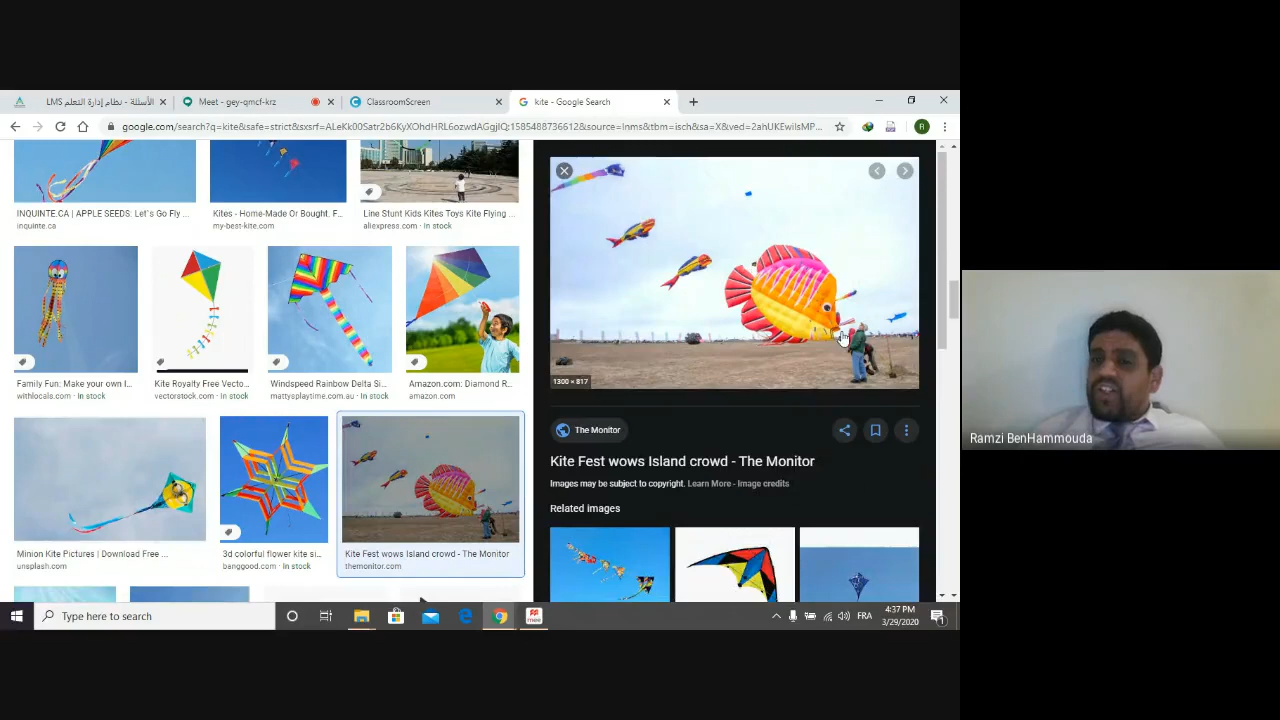 الأسئلة - نظام إدارة التعلم LMS
Meet - gey-qmcf-krz
ClassroomScreen
kite - Google Search
google.com/search?q=kite&safe=strict&sxsrf=ALeKk00Satr2b6KyXOhdHRL6ozwdAGgjIQ:1585488736612&source=lnms&tbm=isch&sa=X&ved=2ahUKEwilsMP...
R
INQUINTE.CA | APPLE SEEDS: Let`s Go Fly ...
inquinte.ca
Kites - Home-Made Or Bought. F...
my-best-kite.com
Line Stunt Kids Kites Toys Kite Flying ...
aliexpress.com · In stock
Family Fun: Make your own I...
withlocals.com · In stock
Kite Royalty Free Vecto...
vectorstock.com · In stock
Windspeed Rainbow Delta Si...
mattysplaytime.com.au · In stock
Amazon.com: Diamond R...
amazon.com
Minion Kite Pictures | Download Free ...
unsplash.com
3d colorful flower kite si...
banggood.com · In stock
Kite Fest wows Island crowd - The Monitor
themonitor.com
1300 × 817
The Monitor
Kite Fest wows Island crowd - The Monitor
Images may be subject to copyright. Learn More - Image credits
Related images
Type here to search
FRA
4:37 PM
3/29/2020
1
Ramzi BenHammouda